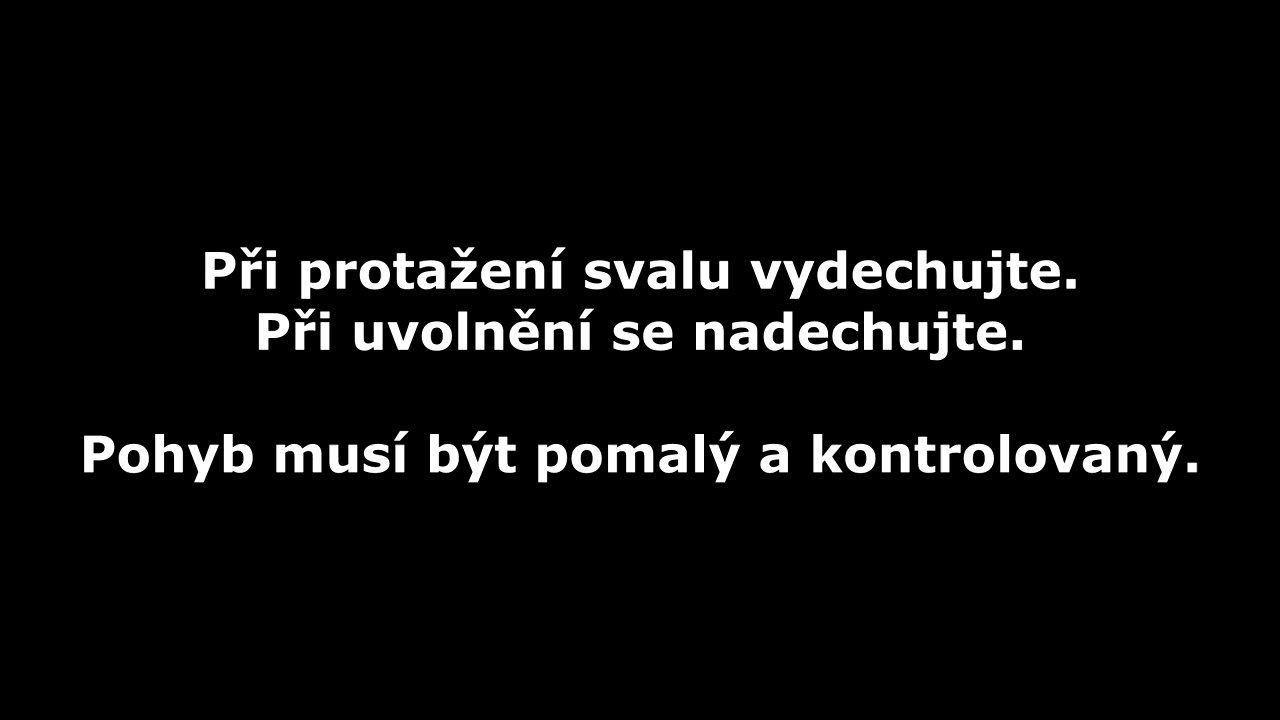 Při protažení svalu vydechujte.
Při uvolnění se nadechujte.
Pohyb musí být pomalý a kontrolovaný.